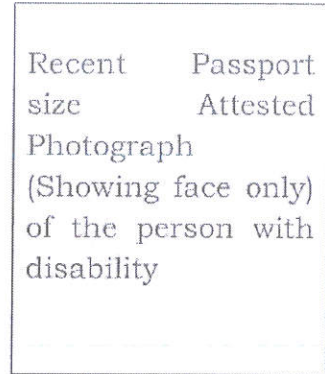 Recent Passport
size Attested
Photograph
(Showing face only)
of the person with
disability